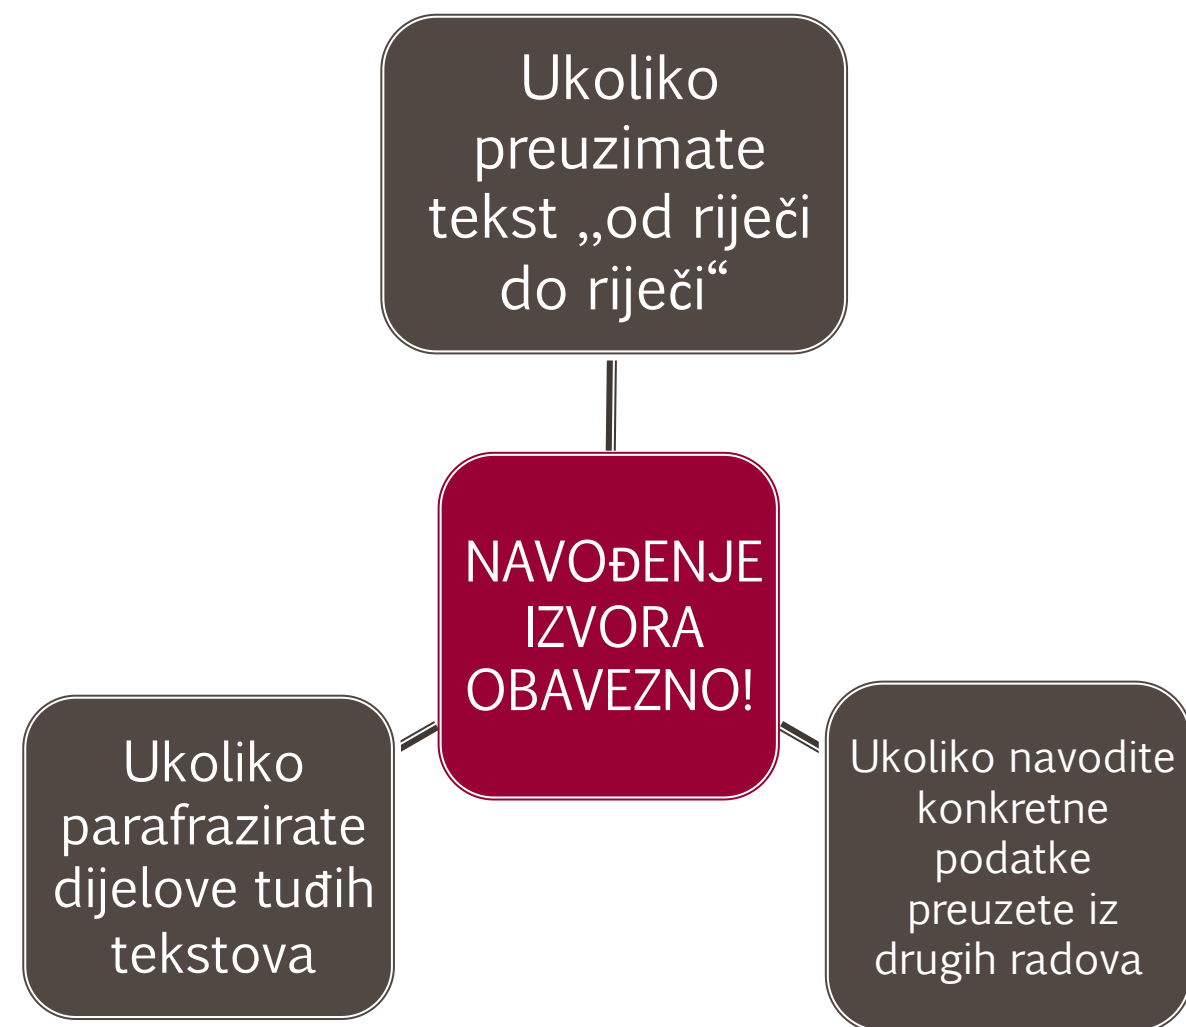 Ukoliko
preuzimate
tekst ,,od riječi
do riječi“
NAVOĐENJE
IZVORA
OBAVEZNO!
Ukoliko
parafrazirate
dijelove tuđih
tekstova
Ukoliko navodite
konkretne
podatke
preuzete iz
drugih radova